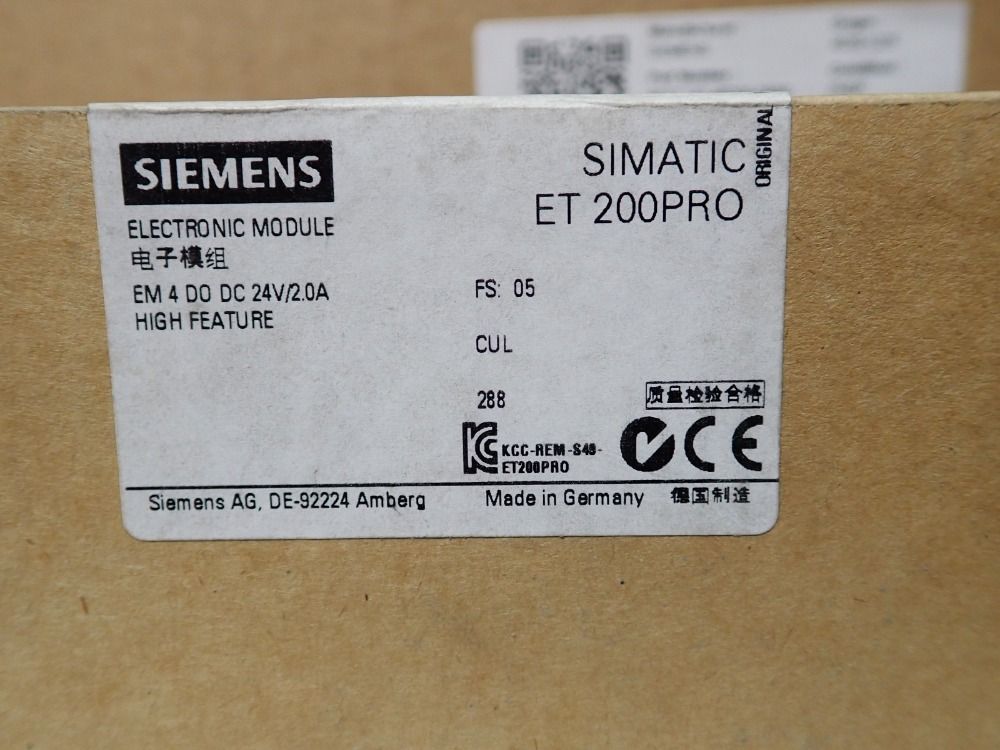 SIEMENS
SIMATIC
ET 200PRO
ORIGINAL
ELECTRONIC MODULE
电子模组
EM 4 DO DC 24V/2.0A
HIGH FEATURE
FS: 05
CUL
288
质量检验合格
KCC-REM-S49-
ET200PRO
CE
Siemens AG, DE-92224 Amberg
Made in Germany 德国制造